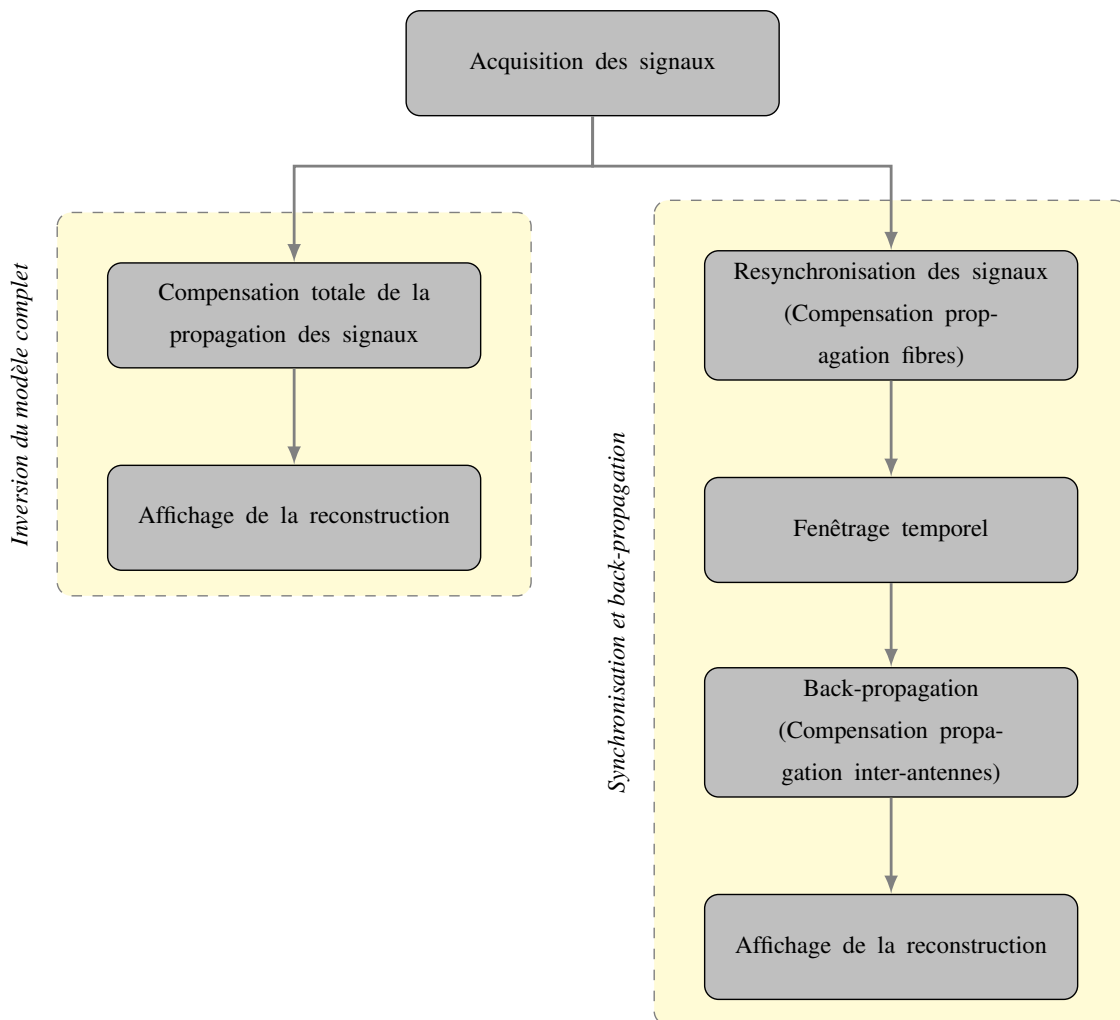 Acquisition des signaux
Inversion du modèle complet
Compensation totale de la
propagation des signaux
Affichage de la reconstruction
Synchronisation et back-propagation
Resynchronisation des signaux
(Compensation prop-
agation fibres)
Fenêtrage temporel
Back-propagation
(Compensation propa-
gation inter-antennes)
Affichage de la reconstruction